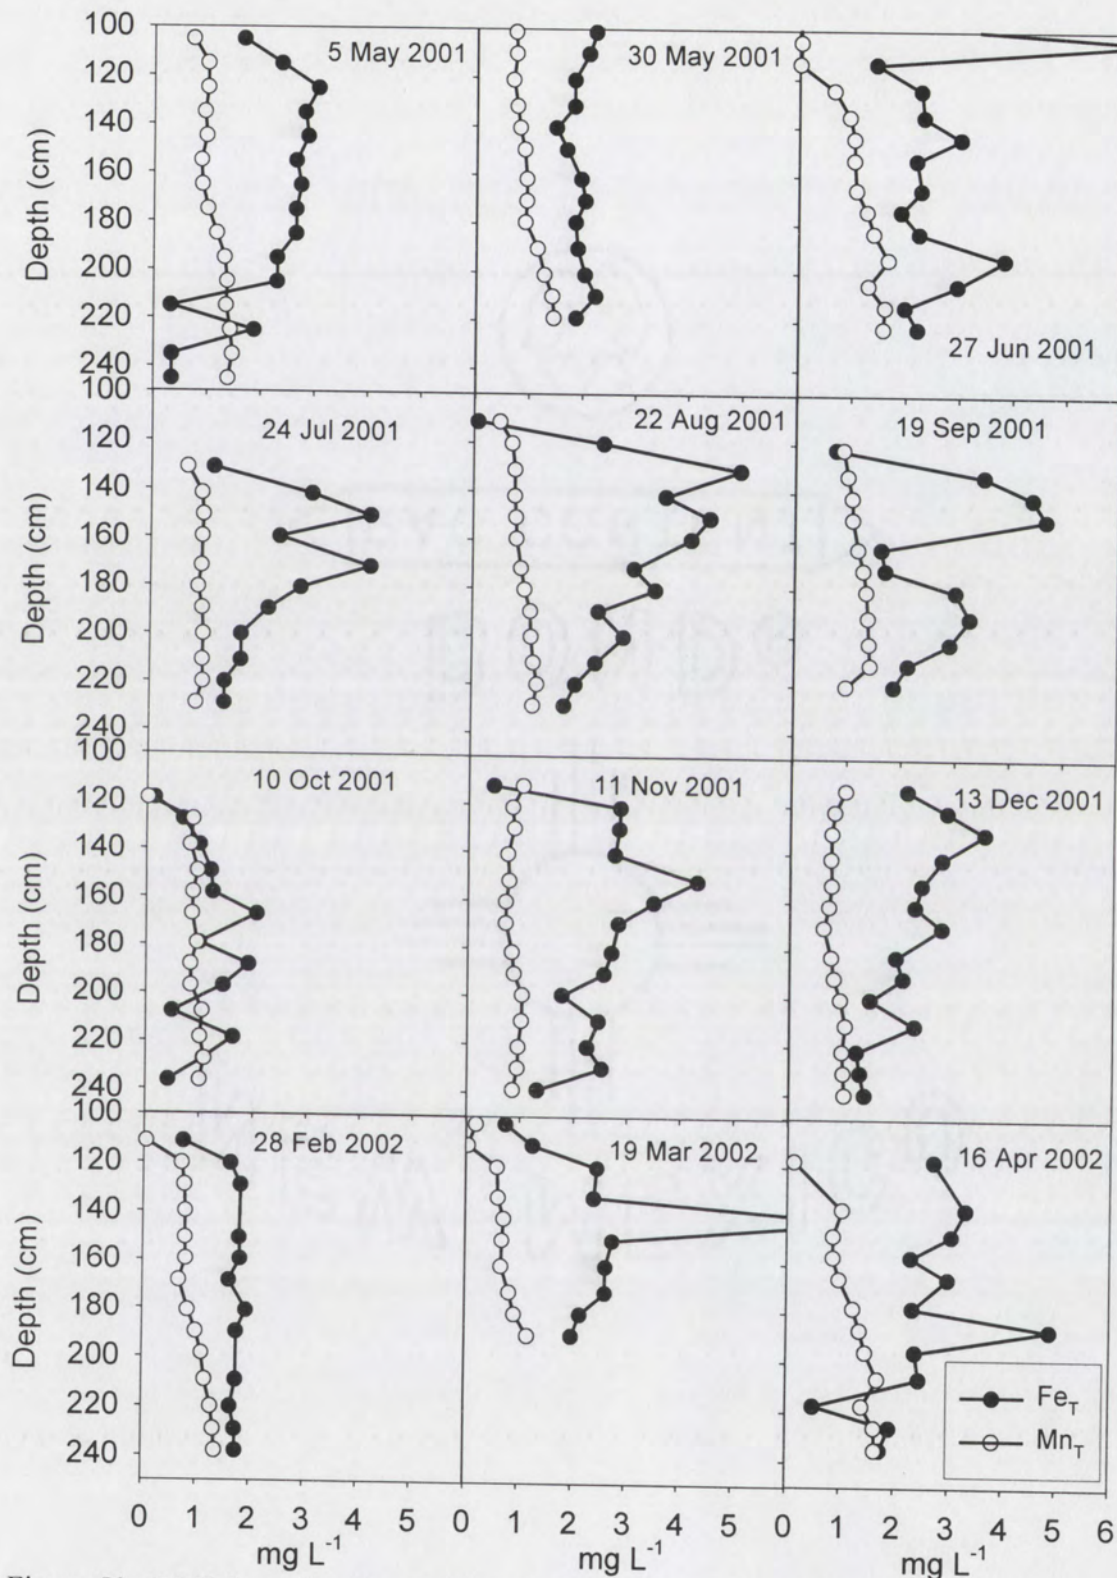 100
120
140
160
180
200
220
240
Depth (cm)
5 May 2001
30 May 2001
27 Jun 2001
100
120
140
160
180
200
220
240
Depth (cm)
24 Jul 2001
22 Aug 2001
19 Sep 2001
100
120
140
160
180
200
220
240
Depth (cm)
10 Oct 2001
11 Nov 2001
13 Dec 2001
100
120
140
160
180
200
220
240
Depth (cm)
28 Feb 2002
19 Mar 2002
16 Apr 2002
Fe_T
Mn_T
0 1 2 3 4 5 0 1 2 3 4 5 0 1 2 3 4 5 6
mg L⁻¹ mg L⁻¹ mg L⁻¹